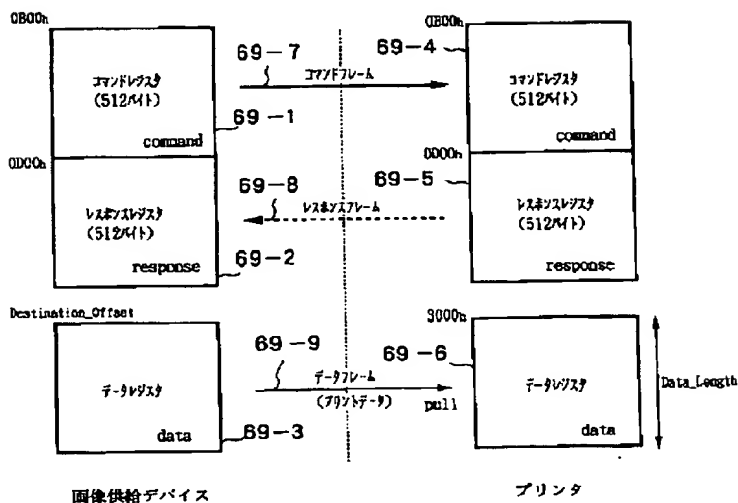 0B00h
コマンドレジスタ
(512バイト)
command
69-1
0D00h
レスポンスレジスタ
(512バイト)
response
69-2
Destination_Offset
データレジスタ
data
69-3
画像供給デバイス
69-7
コマンドフレーム
69-8
レスポンスフレーム
69-9
データフレーム
(プリントデータ)
pull
0B00h
69-4
コマンドレジスタ
(512バイト)
command
0D00h
69-5
レスポンスレジスタ
(512バイト)
response
3000h
69-6
データレジスタ
data
Data_Length
プリンタ